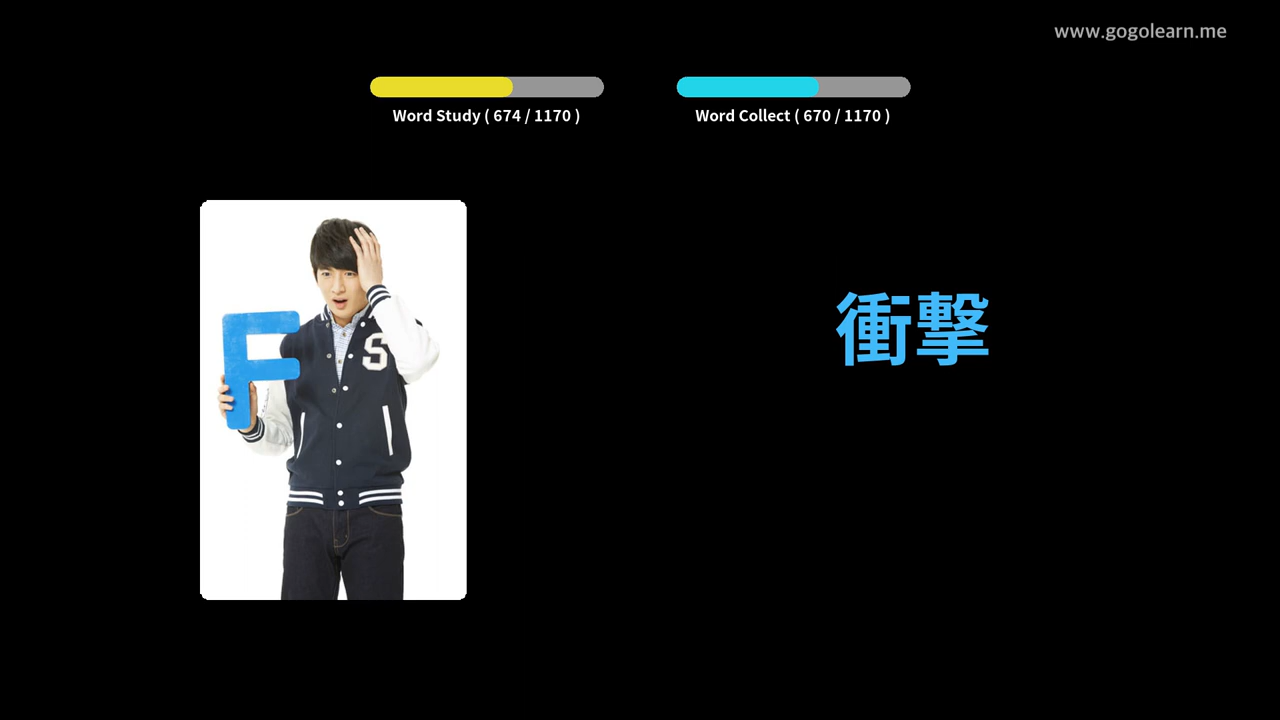 www.gogolearn.me
Word Study ( 674 / 1170 )
Word Collect ( 670 / 1170 )
F
S
衝撃